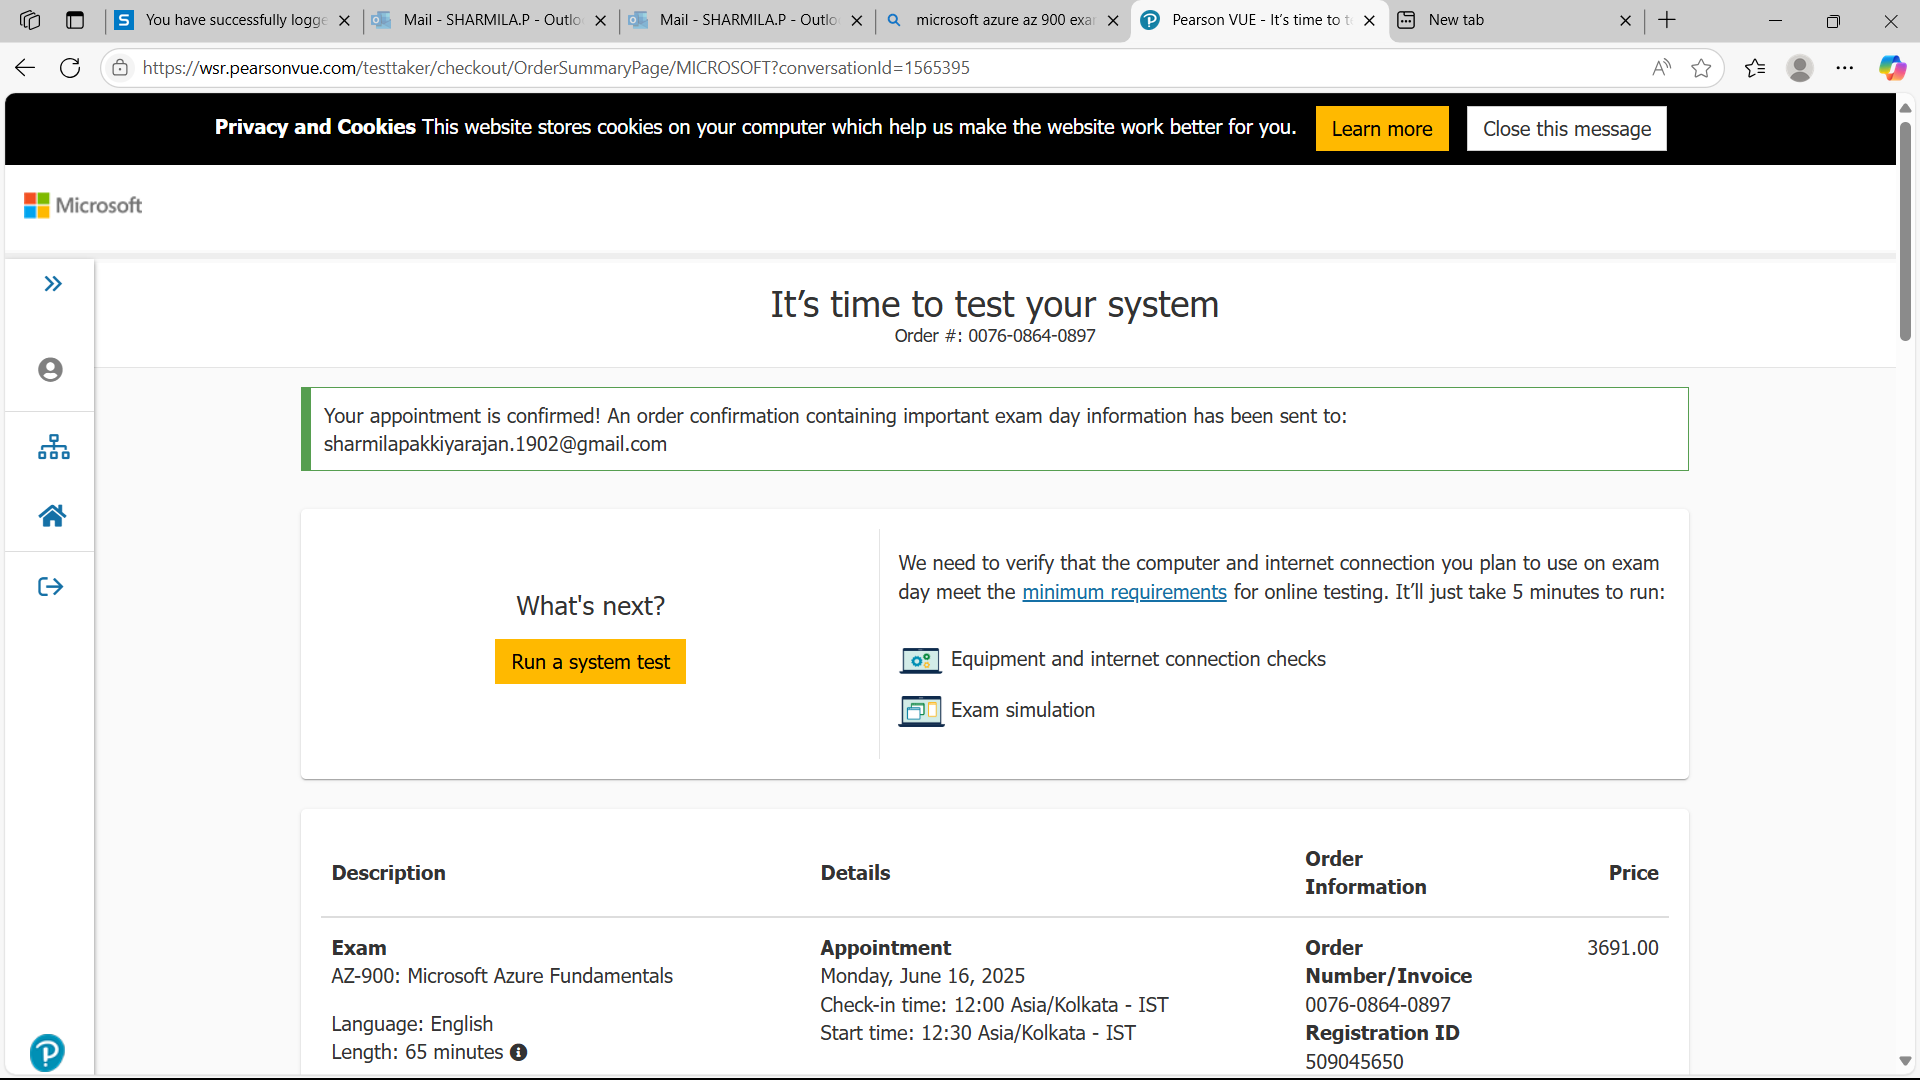 You have successfully logge
Mail - SHARMILA.P - Outlo
Mail - SHARMILA.P - Outlo
microsoft azure az 900 exa
Pearson VUE - It's time to t
New tab
https://wsr.pearsonvue.com/testtaker/checkout/OrderSummaryPage/MICROSOFT?conversationId=1565395
Privacy and Cookies This website stores cookies on your computer which help us make the website work better for you.
Learn more
Close this message
Microsoft
It's time to test your system
Order #: 0076-0864-0897
Your appointment is confirmed! An order confirmation containing important exam day information has been sent to:
sharmilapakkiyarajan.1902@gmail.com
What's next?
Run a system test
We need to verify that the computer and internet connection you plan to use on exam
day meet the minimum requirements for online testing. It'll just take 5 minutes to run:
Equipment and internet connection checks
Exam simulation
Description
Details
Order
Information
Price
Exam
AZ-900: Microsoft Azure Fundamentals
Language: English
Length: 65 minutes
Appointment
Monday, June 16, 2025
Check-in time: 12:00 Asia/Kolkata - IST
Start time: 12:30 Asia/Kolkata - IST
Order
Number/Invoice
0076-0864-0897
Registration ID
509045650
3691.00